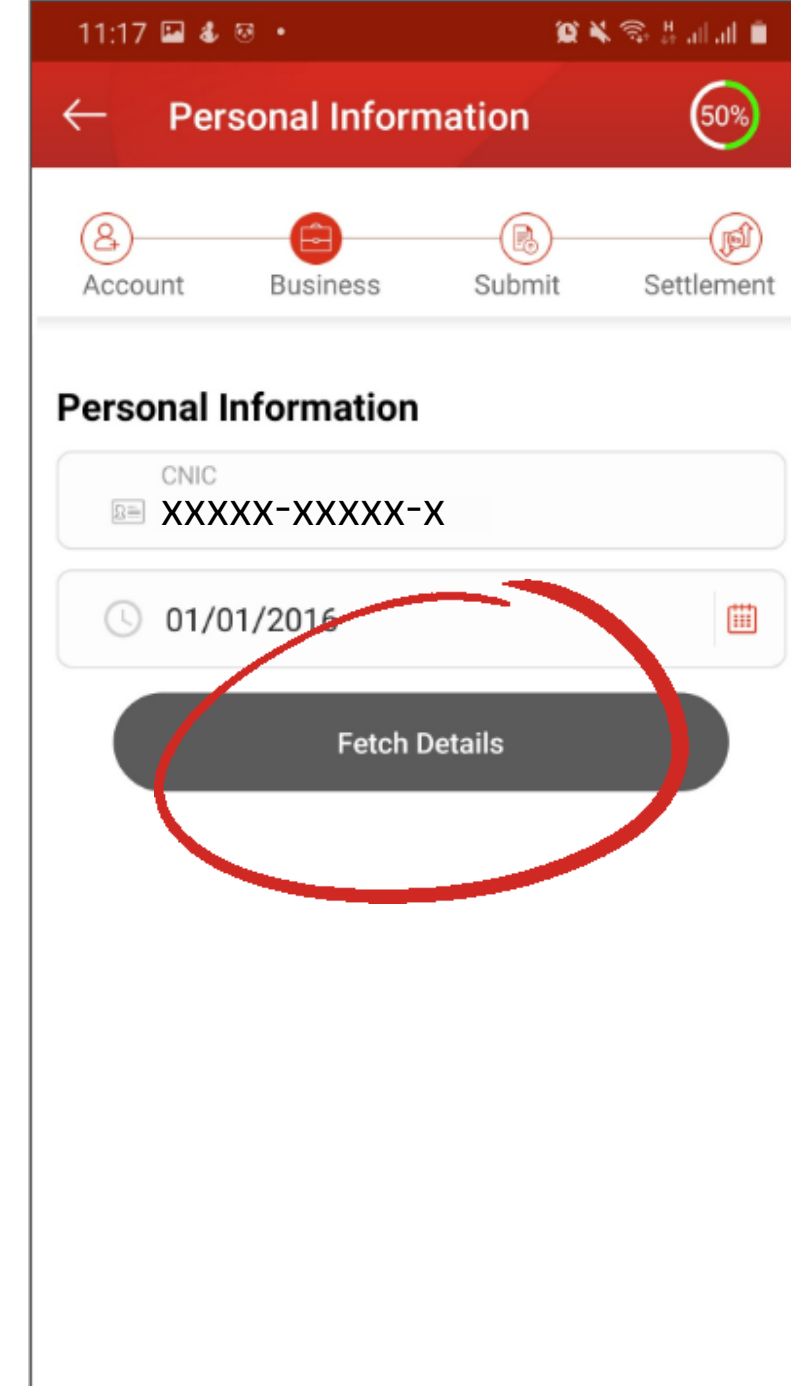 11:17
Personal Information
50%
Account Business Submit Settlement
Personal Information
CNIC
XXXXX-XXXXX-X
01/01/2016
Fetch Details